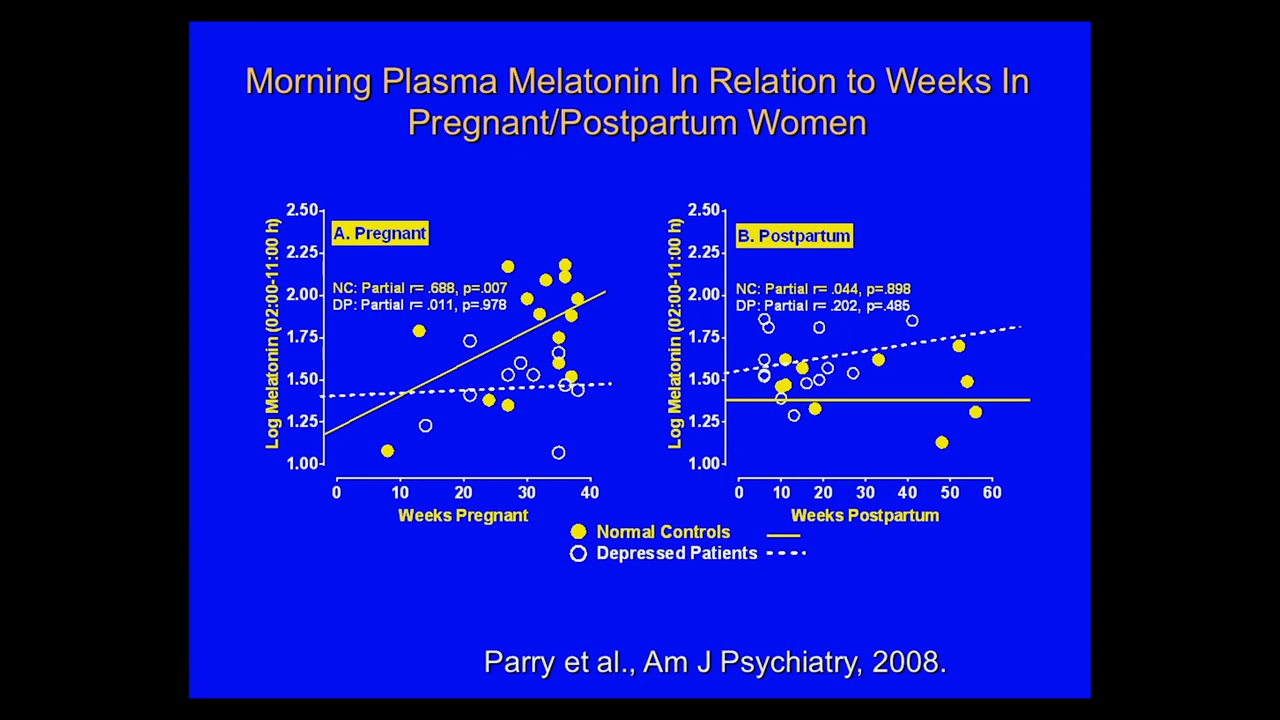 Morning Plasma Melatonin In Relation to Weeks In
Pregnant/Postpartum Women
Log Melatonin (02:00-11:00 h)
2.50
2.25
2.00
1.75
1.50
1.25
1.00
A. Pregnant
NC: Partial r= .688, p=.007
DP: Partial r= .011, p=.978
0 10 20 30 40
Weeks Pregnant
Log Melatonin (02:00-11:00 h)
2.50
2.25
2.00
1.75
1.50
1.25
1.00
B. Postpartum
NC: Partial r= .044, p=.898
DP: Partial r= .202, p=.485
0 10 20 30 40 50 60
Weeks Postpartum
Normal Controls
Depressed Patients
Parry et al., Am J Psychiatry, 2008.